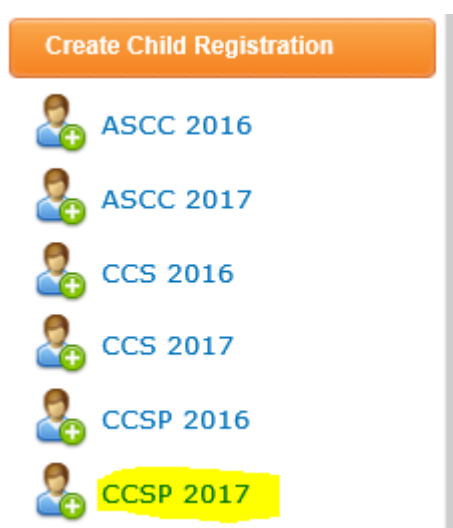 Create Child Registration
ASCC 2016
ASCC 2017
CCS 2016
CCS 2017
CCSP 2016
CCSP 2017